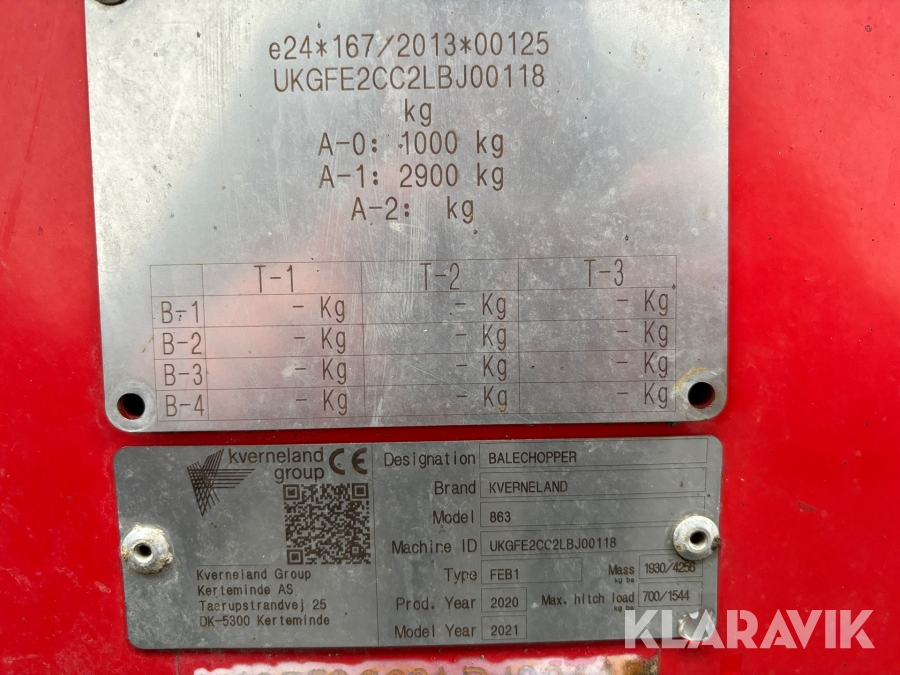 e24*167/2013*00125
UKGFE2CC2LBJ00118
kg
A-0: 1000 kg
A-1: 2900 kg
A-2: kg
T-1 T-2 T-3
B-1 - Kg - Kg - Kg
B-2 - Kg - Kg - Kg
B-3 - Kg - Kg - Kg
B-4 - Kg - Kg - Kg
kverneland
group CE
Designation BALECHOPPER
Brand KVERNELAND
Model 863
Machine ID UKGFE2CC2LBJ00118
Type FEB1 Mass 1930/4256
Prod. Year 2020 Max. hitch load 700/1544
Model Year 2021
Kverneland Group
Kerteminde AS
Taarupstrandvej 25
DK-5300 Kerteminde
KLARAVIK